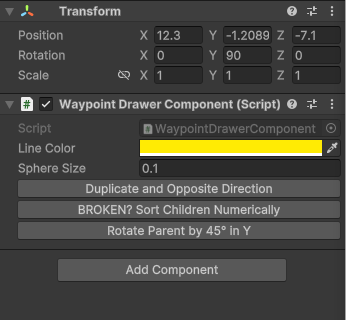 Transform
Position X 12.3 Y -1.2089 Z -7.1
Rotation X 0 Y 90 Z 0
Scale X 1 Y 1 Z 1
# Waypoint Drawer Component (Script)
Script # WaypointDrawerComponent
Line Color
Sphere Size 0.1
Duplicate and Opposite Direction
BROKEN? Sort Children Numerically
Rotate Parent by 45° in Y
Add Component